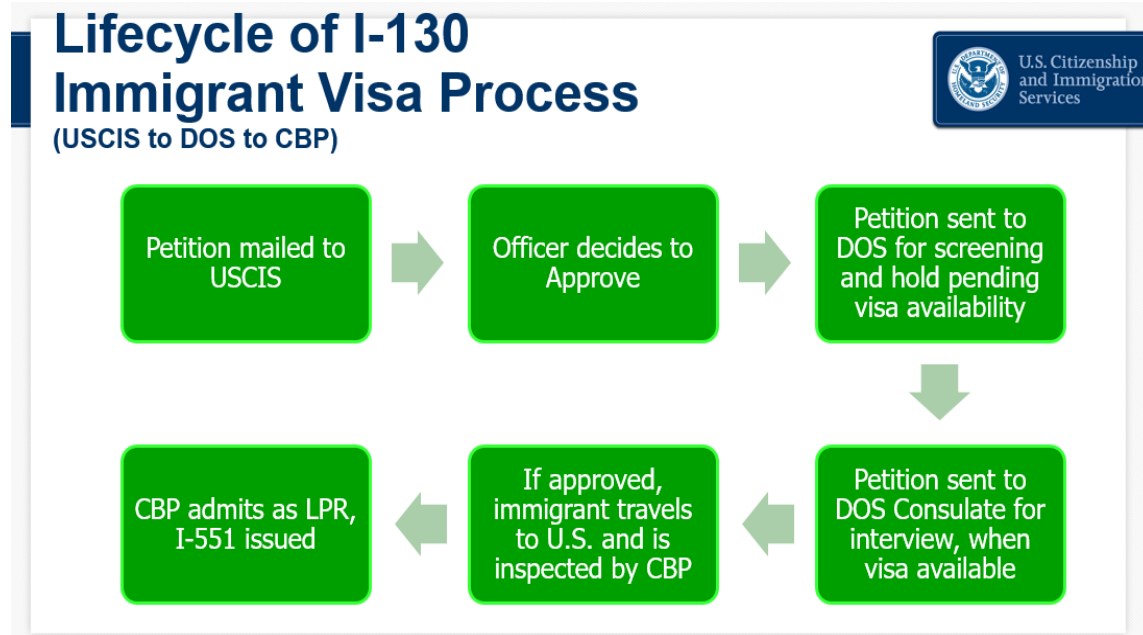 Lifecycle of I-130
Immigrant Visa Process
(USCIS to DOS to CBP)
U.S. Citizenship
and Immigration
Services
Petition mailed to
USCIS
Officer decides to
Approve
Petition sent to
DOS for screening
and hold pending
visa availability
Petition sent to
DOS Consulate for
interview, when
visa available
If approved,
immigrant travels
to U.S. and is
inspected by CBP
CBP admits as LPR,
I-551 issued